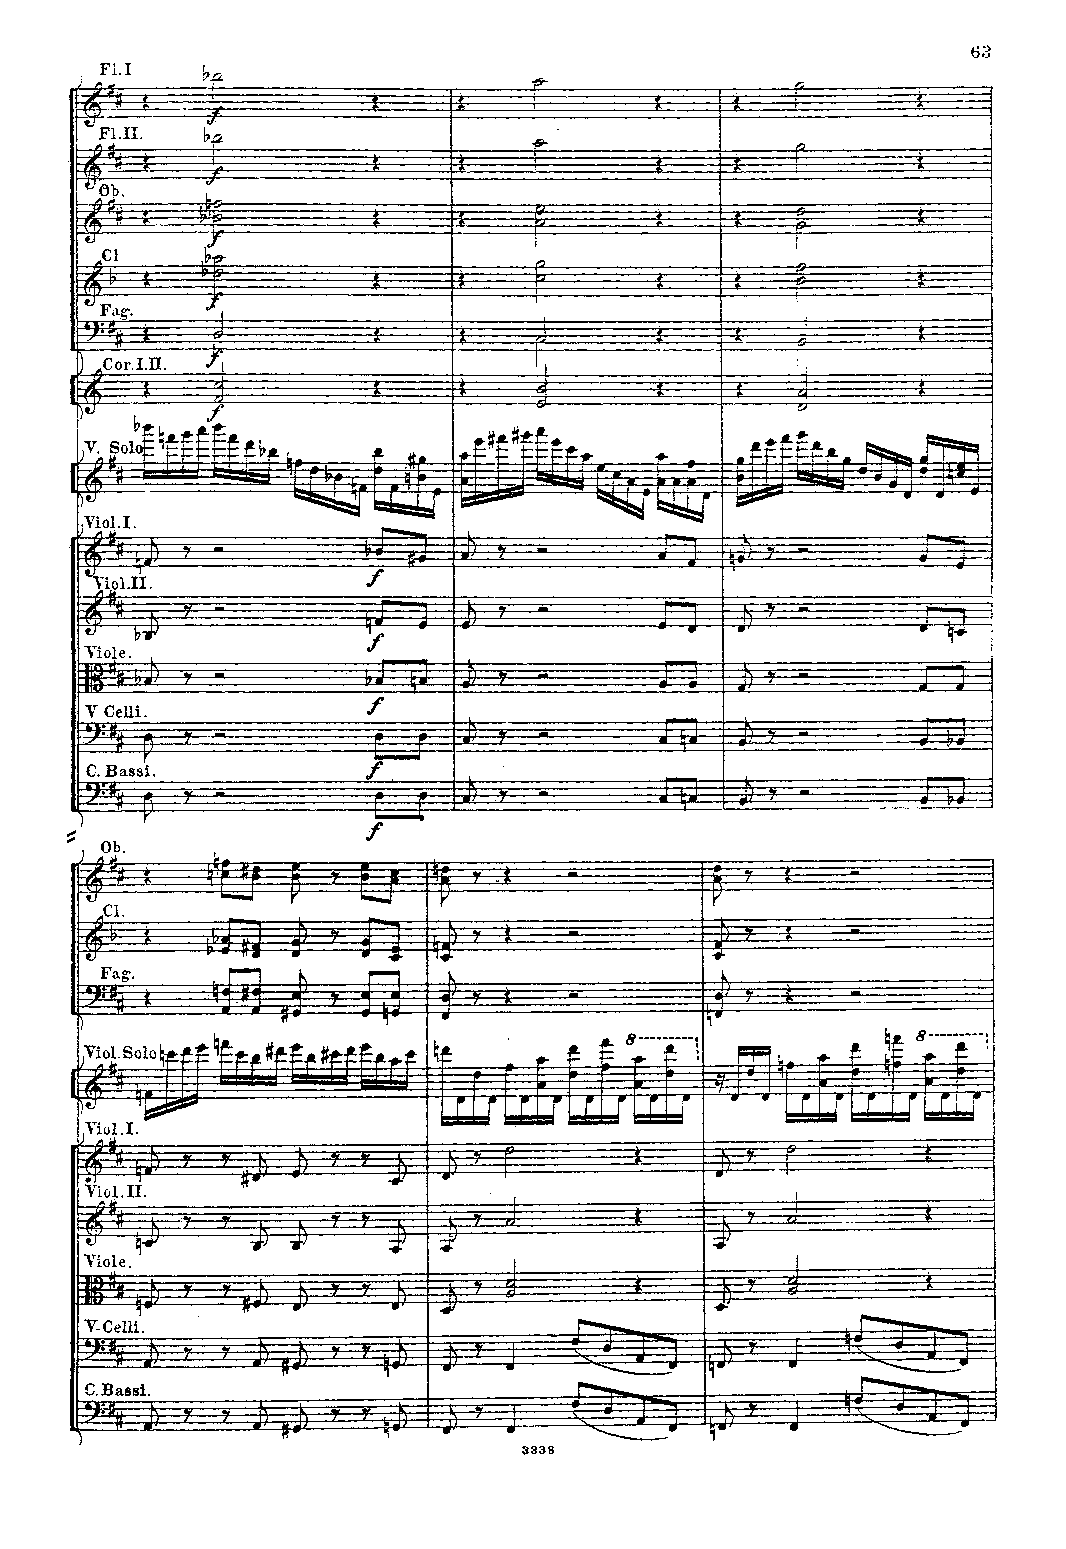 63
Fl.I
f
Fl.II.
f
Ob.
f
Cl
f
Fag.
f
Cor.I.II.
f
V. Solo
Viol.I.
f
Viol.II.
f
Viole.
f
V Celli.
f
C. Bassi.
f
Ob.
Cl.
Fag.
Viol.Solo
8
8
Viol.I.
Viol.II.
Viole.
V-Celli.
C.Bassi.
3338